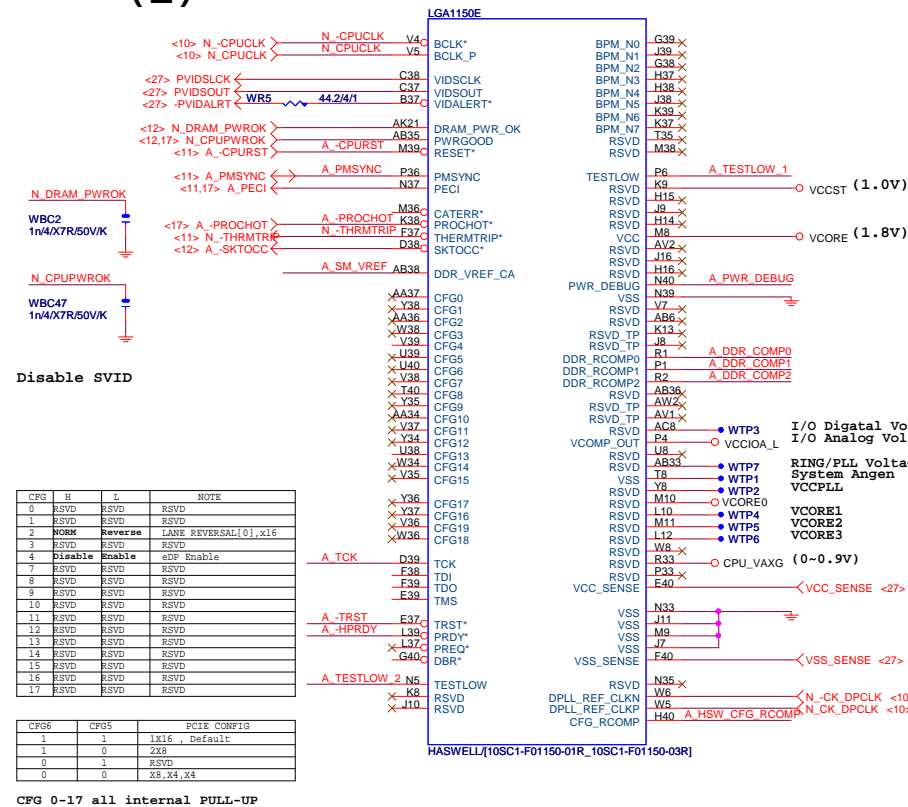 LGA1150E
<10> N_-CPUCLK N_-CPUCLK V4 BCLK*
<10> N_CPUCLK N_CPUCLK V5 BCLK_P
<27> PVIDSLCK C38 VIDSCLK
<27> PVIDSOUT C37 VIDSOUT
<27> -PVIDALRT WR5 44.2/4/1 B37 VIDALERT*
<12> N_DRAM_PWROK AK21 DRAM_PWR_OK
<12,17> N_CPUPWROK AB35 PWRGOOD
<11> A_-CPURST A_-CPURST M39 RESET*
<11> A_PMSYNC A_PMSYNC P36 PMSYNC
<11,17> A_PECI N37 PECI
M36 CATERR*
<17> A_-PROCHOT A_-PROCHOT K38 PROCHOT*
<11> N_-THRMTRIP N_-THRMTRIP F37 THERMTRIP*
<12> A_-SKTOCC D38 SKTOCC*
A_SM_VREF AB38 DDR_VREF_CA
AA37 CFG0
Y38 CFG1
AA36 CFG2
W38 CFG3
V39 CFG4
U39 CFG5
U40 CFG6
V38 CFG7
T40 CFG8
Y35 CFG9
AA34 CFG10
V37 CFG11
Y34 CFG12
U38 CFG13
W34 CFG14
V35 CFG15
Y36 CFG17
Y37 CFG16
V36 CFG19
W36 CFG18
A_TCK D39 TCK
F38 TDI
F39 TDO
E39 TMS
A_-TRST E37 TRST*
A_-HPRDY L39 PRDY*
L37 PREQ*
G40 DBR*
A_TESTLOW_2 N5 TESTLOW
K8 RSVD
J10 RSVD
BPM_N0 G39
BPM_N1 J39
BPM_N2 G38
BPM_N3 H37
BPM_N4 H38
BPM_N5 J38
BPM_N6 K39
BPM_N7 K37
RSVD T35
RSVD M38
TESTLOW P6 A_TESTLOW_1
RSVD K9 VCCST (1.0V)
RSVD H15
RSVD J9
RSVD H14
VCC M8 VCORE (1.8V)
RSVD AV2
RSVD J16
RSVD H16
PWR_DEBUG N40 A_PWR_DEBUG
VSS N39
RSVD V7
RSVD AB6
RSVD_TP K13
RSVD_TP J8
DDR_RCOMP0 R1 A_DDR_COMP0
DDR_RCOMP1 P1 A_DDR_COMP1
DDR_RCOMP2 R2 A_DDR_COMP2
RSVD AB36
RSVD_TP AW2
RSVD_TP AV1
RSVD AC8 WTP3 I/O Digatal Vo
VCOMP_OUT P4 VCCIOA_L I/O Analog Vol
RSVD U8
RSVD AB33 WTP7 RING/PLL Volta
VSS T8 WTP1 System Angen
RSVD Y8 WTP2 VCCPLL
RSVD M10 VCORE0
RSVD L10 WTP4 VCORE1
RSVD M11 WTP5 VCORE2
RSVD L12 WTP6 VCORE3
RSVD W8
RSVD R33 CPU_VAXG (0~0.9V)
RSVD P33
VCC_SENSE E40 VCC_SENSE <27>
VSS N33
VSS J11
VSS M9
VSS J7
VSS_SENSE F40 VSS_SENSE <27>
RSVD N35
DPLL_REF_CLKN W6 N_-CK_DPCLK <10
DPLL_REF_CLKP W5 N_CK_DPCLK <10>
CFG_RCOMP H40 A_HSW_CFG_RCOMP
HASWELL/[10SC1-F01150-01R_10SC1-F01150-03R]
N_DRAM_PWROK
WBC2
1n/4/X7R/50V/K
N_CPUPWROK
WBC47
1n/4/X7R/50V/K
Disable SVID
CFG H L NOTE
0 RSVD RSVD RSVD
1 RSVD RSVD RSVD
2 NORM Reverse LANE REVERSAL[0],x16
3 RSVD RSVD RSVD
4 Disable Enable eDP Enable
7 RSVD RSVD RSVD
8 RSVD RSVD RSVD
9 RSVD RSVD RSVD
10 RSVD RSVD RSVD
11 RSVD RSVD RSVD
12 RSVD RSVD RSVD
13 RSVD RSVD RSVD
14 RSVD RSVD RSVD
15 RSVD RSVD RSVD
16 RSVD RSVD RSVD
17 RSVD RSVD RSVD
CFG6 CFG5 PCIE CONFIG
1 1 1X16 , Default
1 0 2X8
0 1 RSVD
0 0 X8,X4,X4
CFG 0-17 all internal PULL-UP